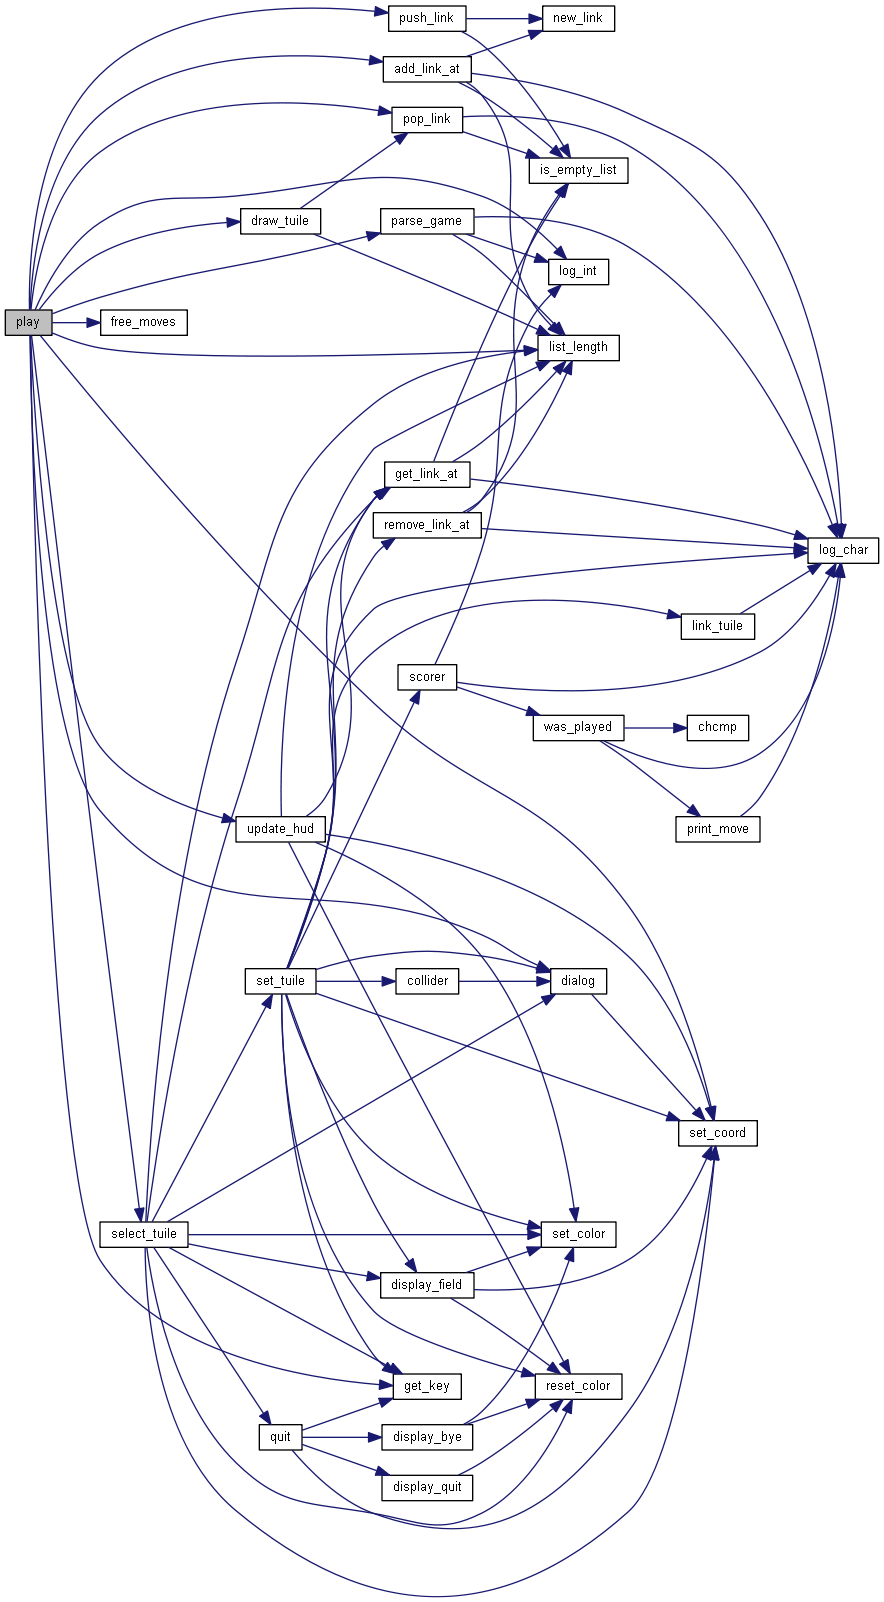 push_link
new_link
add_link_at
pop_link
is_empty_list
draw_tuile
parse_game
log_int
play
free_moves
list_length
get_link_at
remove_link_at
log_char
link_tuile
scorer
was_played
chcmp
update_hud
print_move
set_tuile
collider
dialog
set_coord
select_tuile
set_color
display_field
get_key
reset_color
quit
display_bye
display_quit